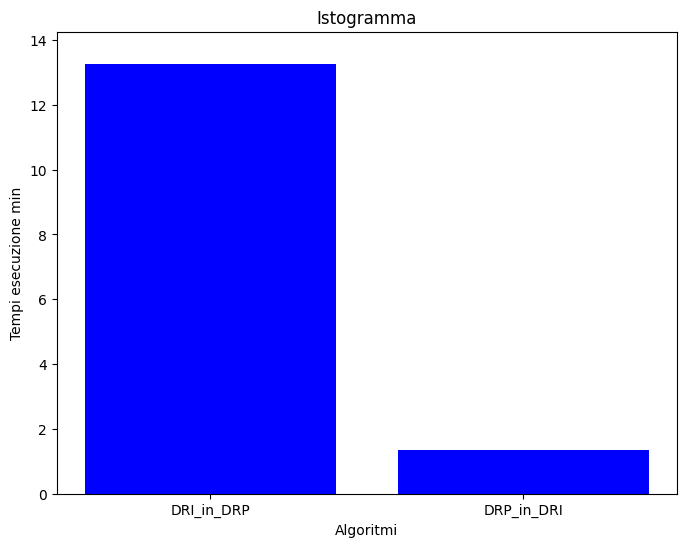 Istogramma
14
12
10
8
6
4
2
0
Tempi esecuzione min
DRI_in_DRP
DRP_in_DRI
Algoritmi